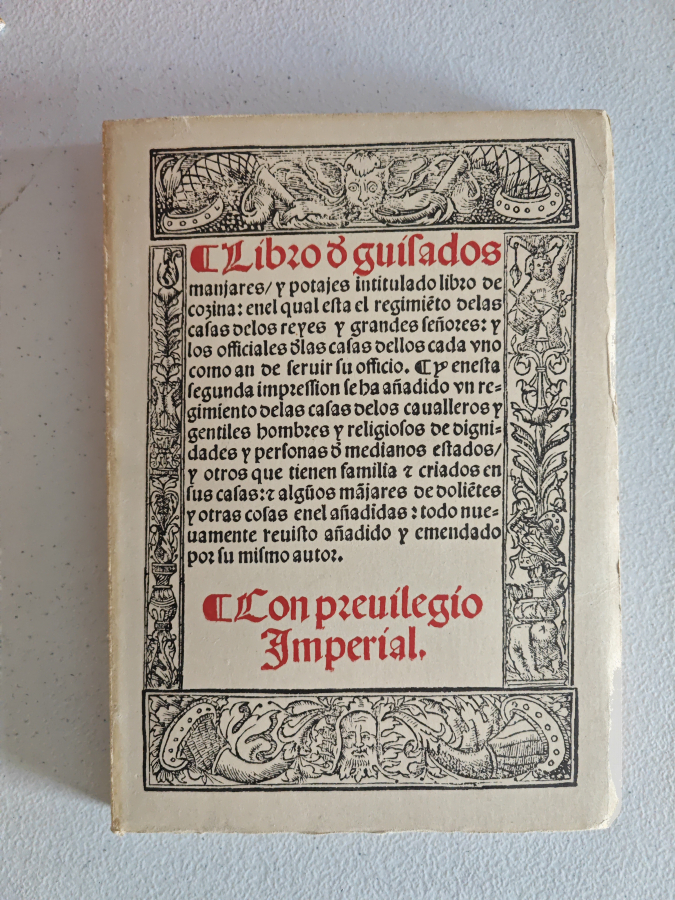 ¶ Libro ð guisados
manjares/ y potajes intitulado libro de
cozina: enel qual esta el regimiẽto delas
casas delos reyes y grandes señores: y
los officiales ðlas casas dellos cada vno
como an de seruir su officio. ¶ Y enesta
segunda impression se ha añadido vn re=
gimiento delas casas delos caualleros y
gentiles hombres y religiosos de digni=
dades y personas ð medianos estados/
y otros que tienen familia ⁊ criados en
sus casas: ⁊ algũos mãjares de doliẽtes
y otras cosas enel añadidas: todo nue=
uamente reuisto añadido y emendado
por su mismo autor.
¶ Con preuilegio
Imperial.